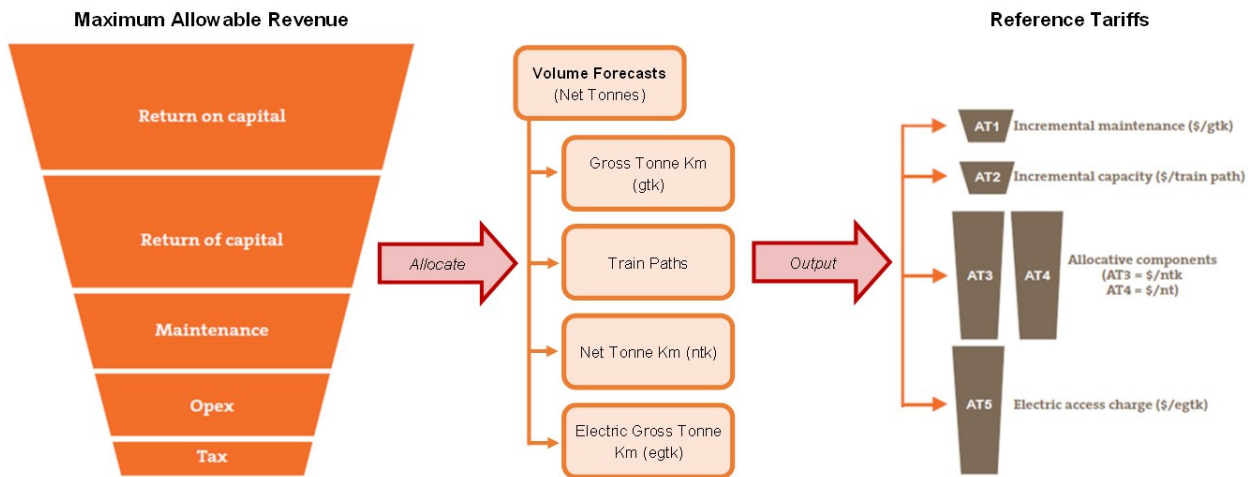 Maximum Allowable Revenue
Return on capital
Return of capital
Maintenance
Opex
Tax
Allocate
Volume Forecasts
(Net Tonnes)
Gross Tonne Km
(gtk)
Train Paths
Net Tonne Km (ntk)
Electric Gross Tonne
Km (egtk)
Output
Reference Tariffs
AT1 Incremental maintenance ($/gtk)
AT2 Incremental capacity ($/train path)
AT3 AT4
Allocative components
(AT3 = $/ntk
AT4 = $/nt)
AT5 Electric access charge ($/egtk)